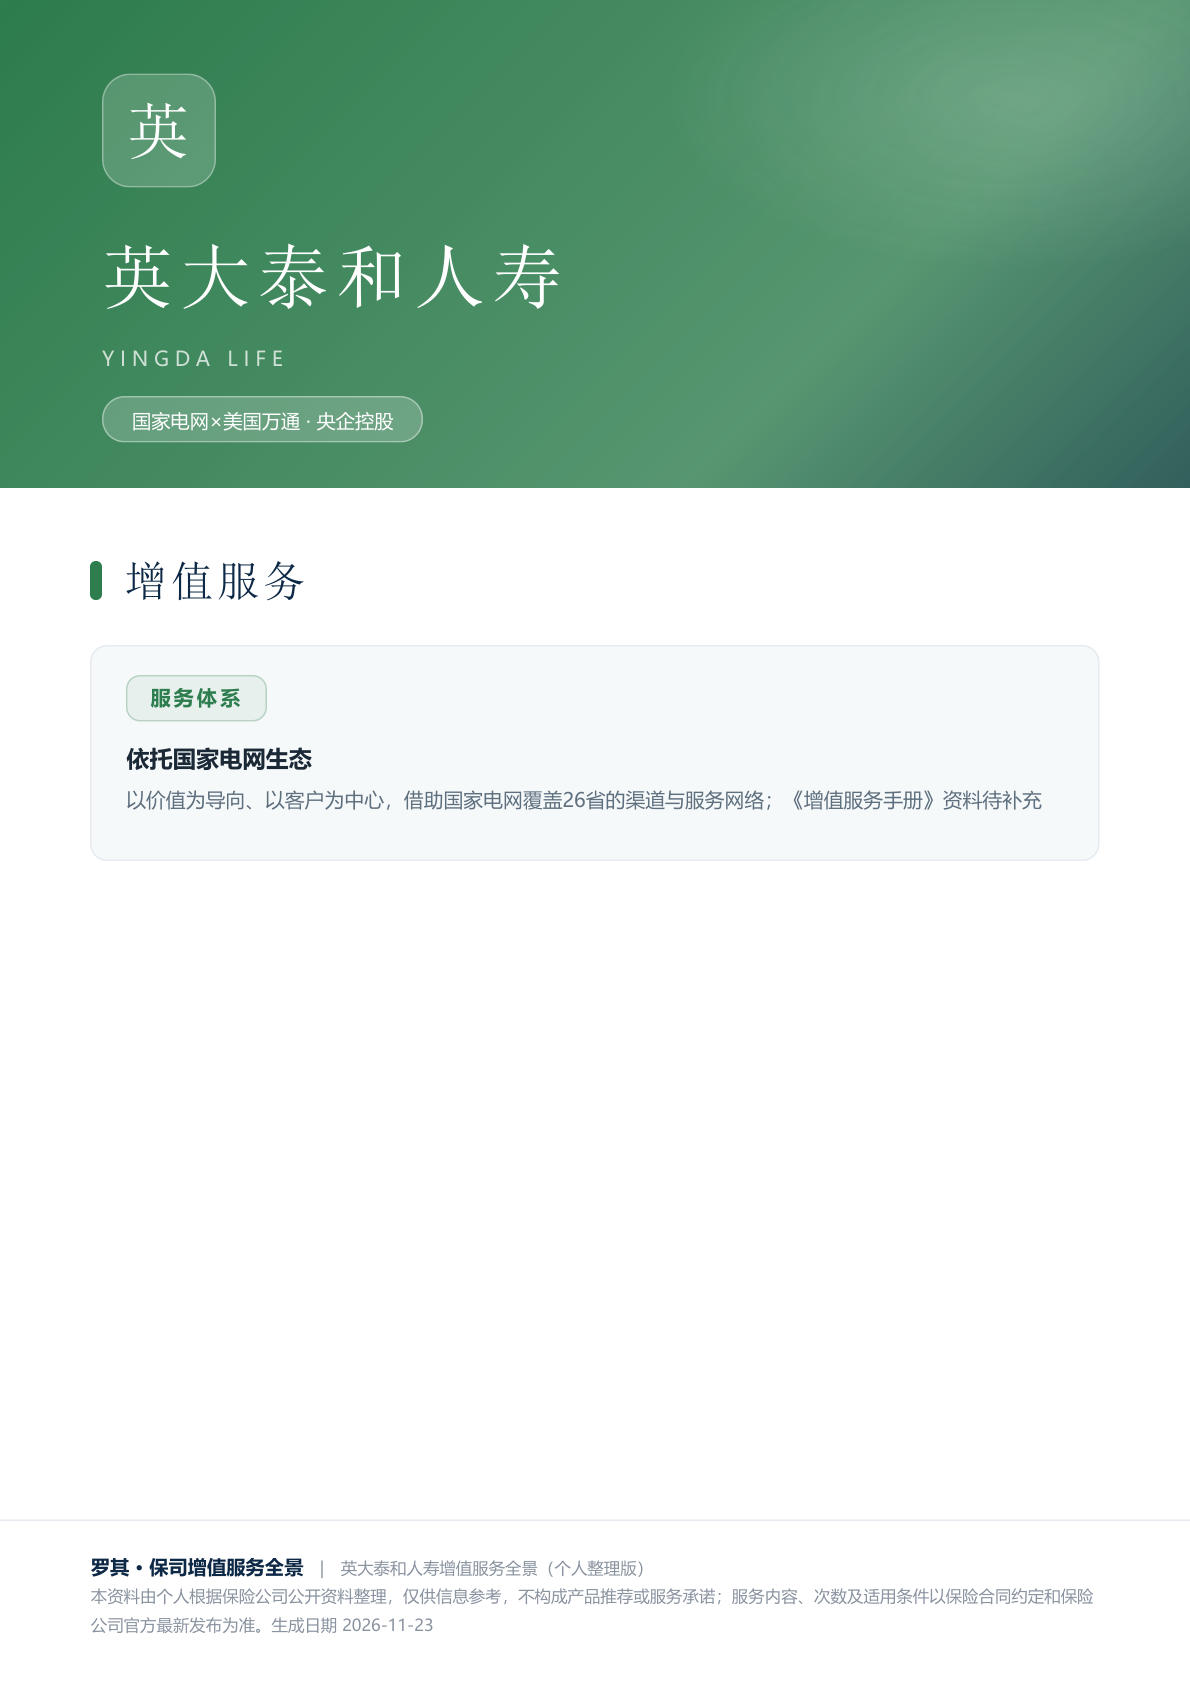 英
英大泰和人寿
YINGDA LIFE
国家电网×美国万通 · 央企控股
增值服务
服务体系
依托国家电网生态
以价值为导向、以客户为中心，借助国家电网覆盖26省的渠道与服务网络；《增值服务手册》资料待补充
罗其 • 保司增值服务全景 | 英大泰和人寿增值服务全景（个人整理版）
本资料由个人根据保险公司公开资料整理，仅供信息参考，不构成产品推荐或服务承诺；服务内容、次数及适用条件以保险合同约定和保险
公司官方最新发布为准。生成日期 2026-11-23